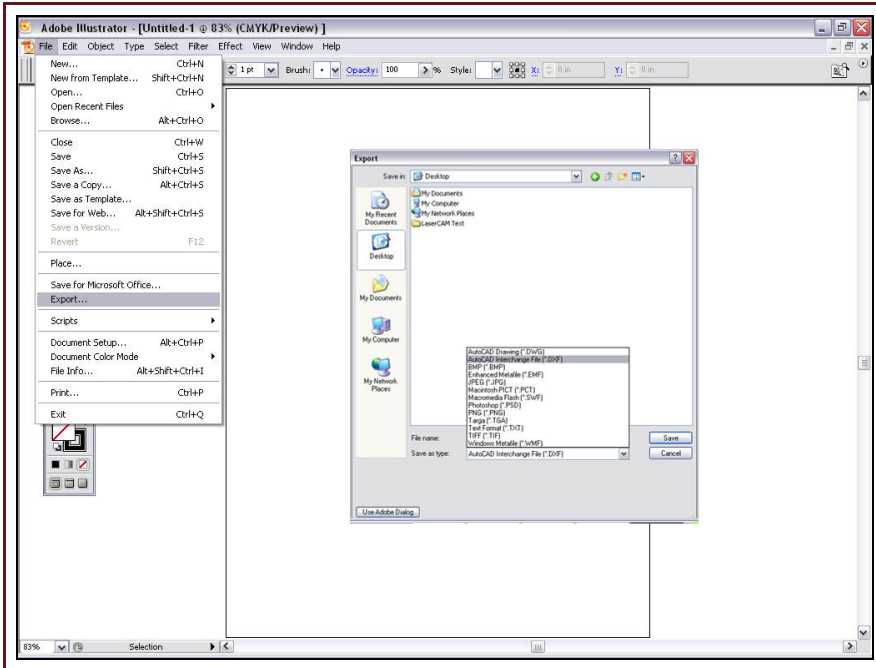 Adobe Illustrator - [Untitled-1 @ 83% (CMYK/Preview) ]
File Edit Object Type Select Filter Effect View Window Help
1 pt Brush: Opacity: 100 % Style: X: 0 in Y: 0 in
New... Ctrl+N
New from Template... Shift+Ctrl+N
Open... Ctrl+O
Open Recent Files
Browse... Alt+Ctrl+O
Close Ctrl+W
Save Ctrl+S
Save As... Shift+Ctrl+S
Save a Copy... Alt+Ctrl+S
Save as Template...
Save for Web... Alt+Shift+Ctrl+S
Save a Version...
Revert F12
Place...
Save for Microsoft Office...
Export...
Scripts
Document Setup... Alt+Ctrl+P
Document Color Mode
File Info... Alt+Shift+Ctrl+I
Print... Ctrl+P
Exit Ctrl+Q
Export
Save in: Desktop
My Recent Documents
Desktop
My Documents
My Computer
My Network Places
My Documents
My Computer
My Network Places
LaserCAM Text
AutoCAD Drawing (*.DWG)
AutoCAD Interchange File (*.DXF)
BMP (*.BMP)
Enhanced Metafile (*.EMF)
JPEG (*.JPG)
Macintosh PICT (*.PCT)
Macromedia Flash (*.SWF)
Photoshop (*.PSD)
PNG (*.PNG)
Targa (*.TGA)
Text Format (*.TXT)
TIFF (*.TIF)
Windows Metafile (*.WMF)
File name: Save
Save as type: AutoCAD Interchange File (*.DXF) Cancel
Use Adobe Dialog
83% Selection